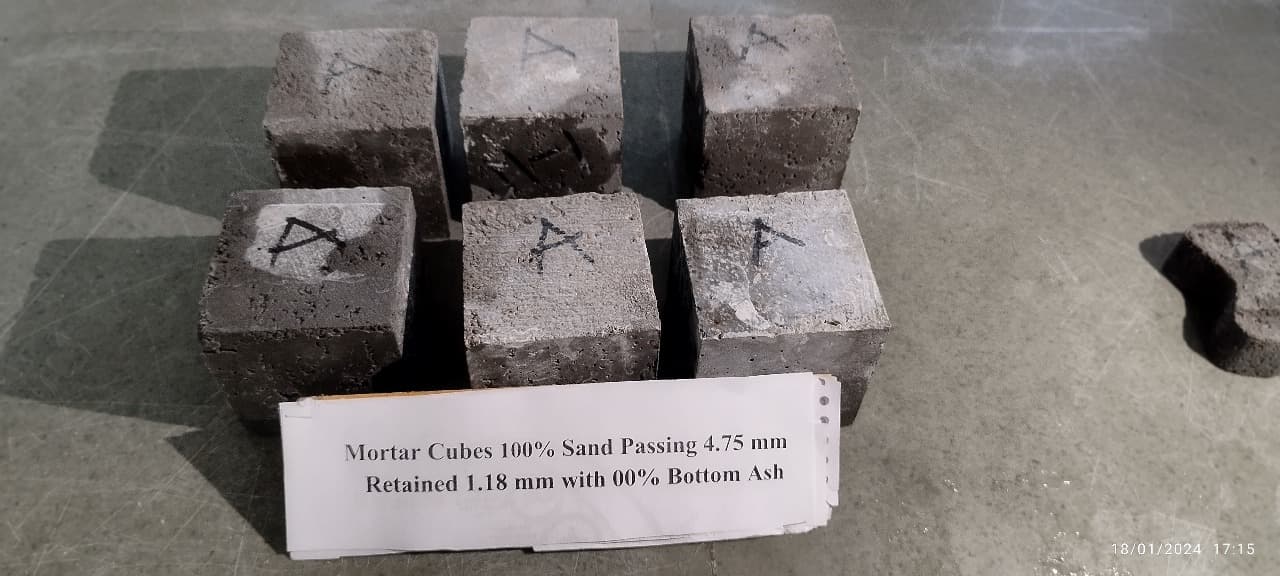 A
A
A
A
A
A
Mortar Cubes 100% Sand Passing 4.75 mm
Retained 1.18 mm with 00% Bottom Ash
18/01/2024 17:15